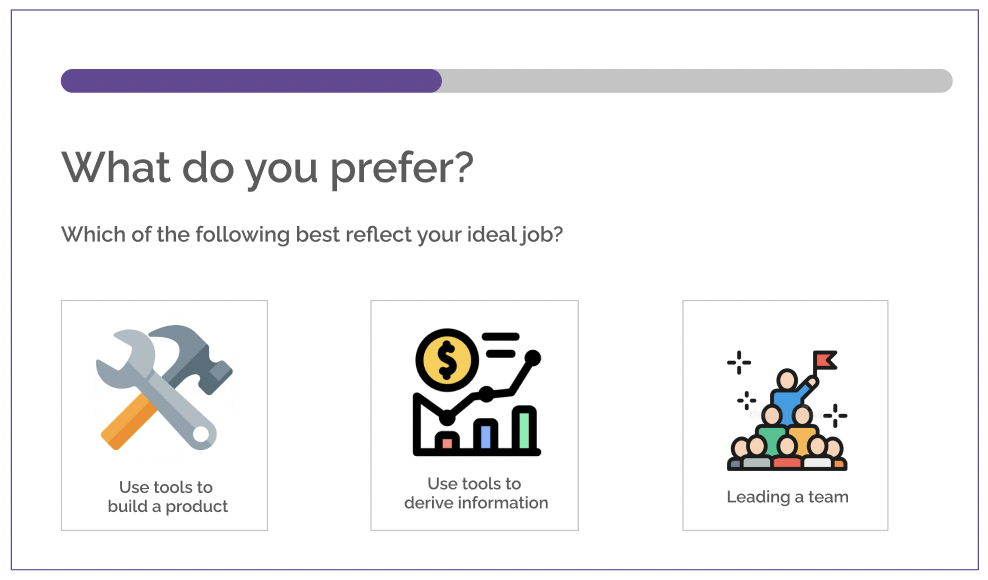 What do you prefer?
Which of the following best reflect your ideal job?
$
Use tools to
build a product
Use tools to
derive information
Leading a team